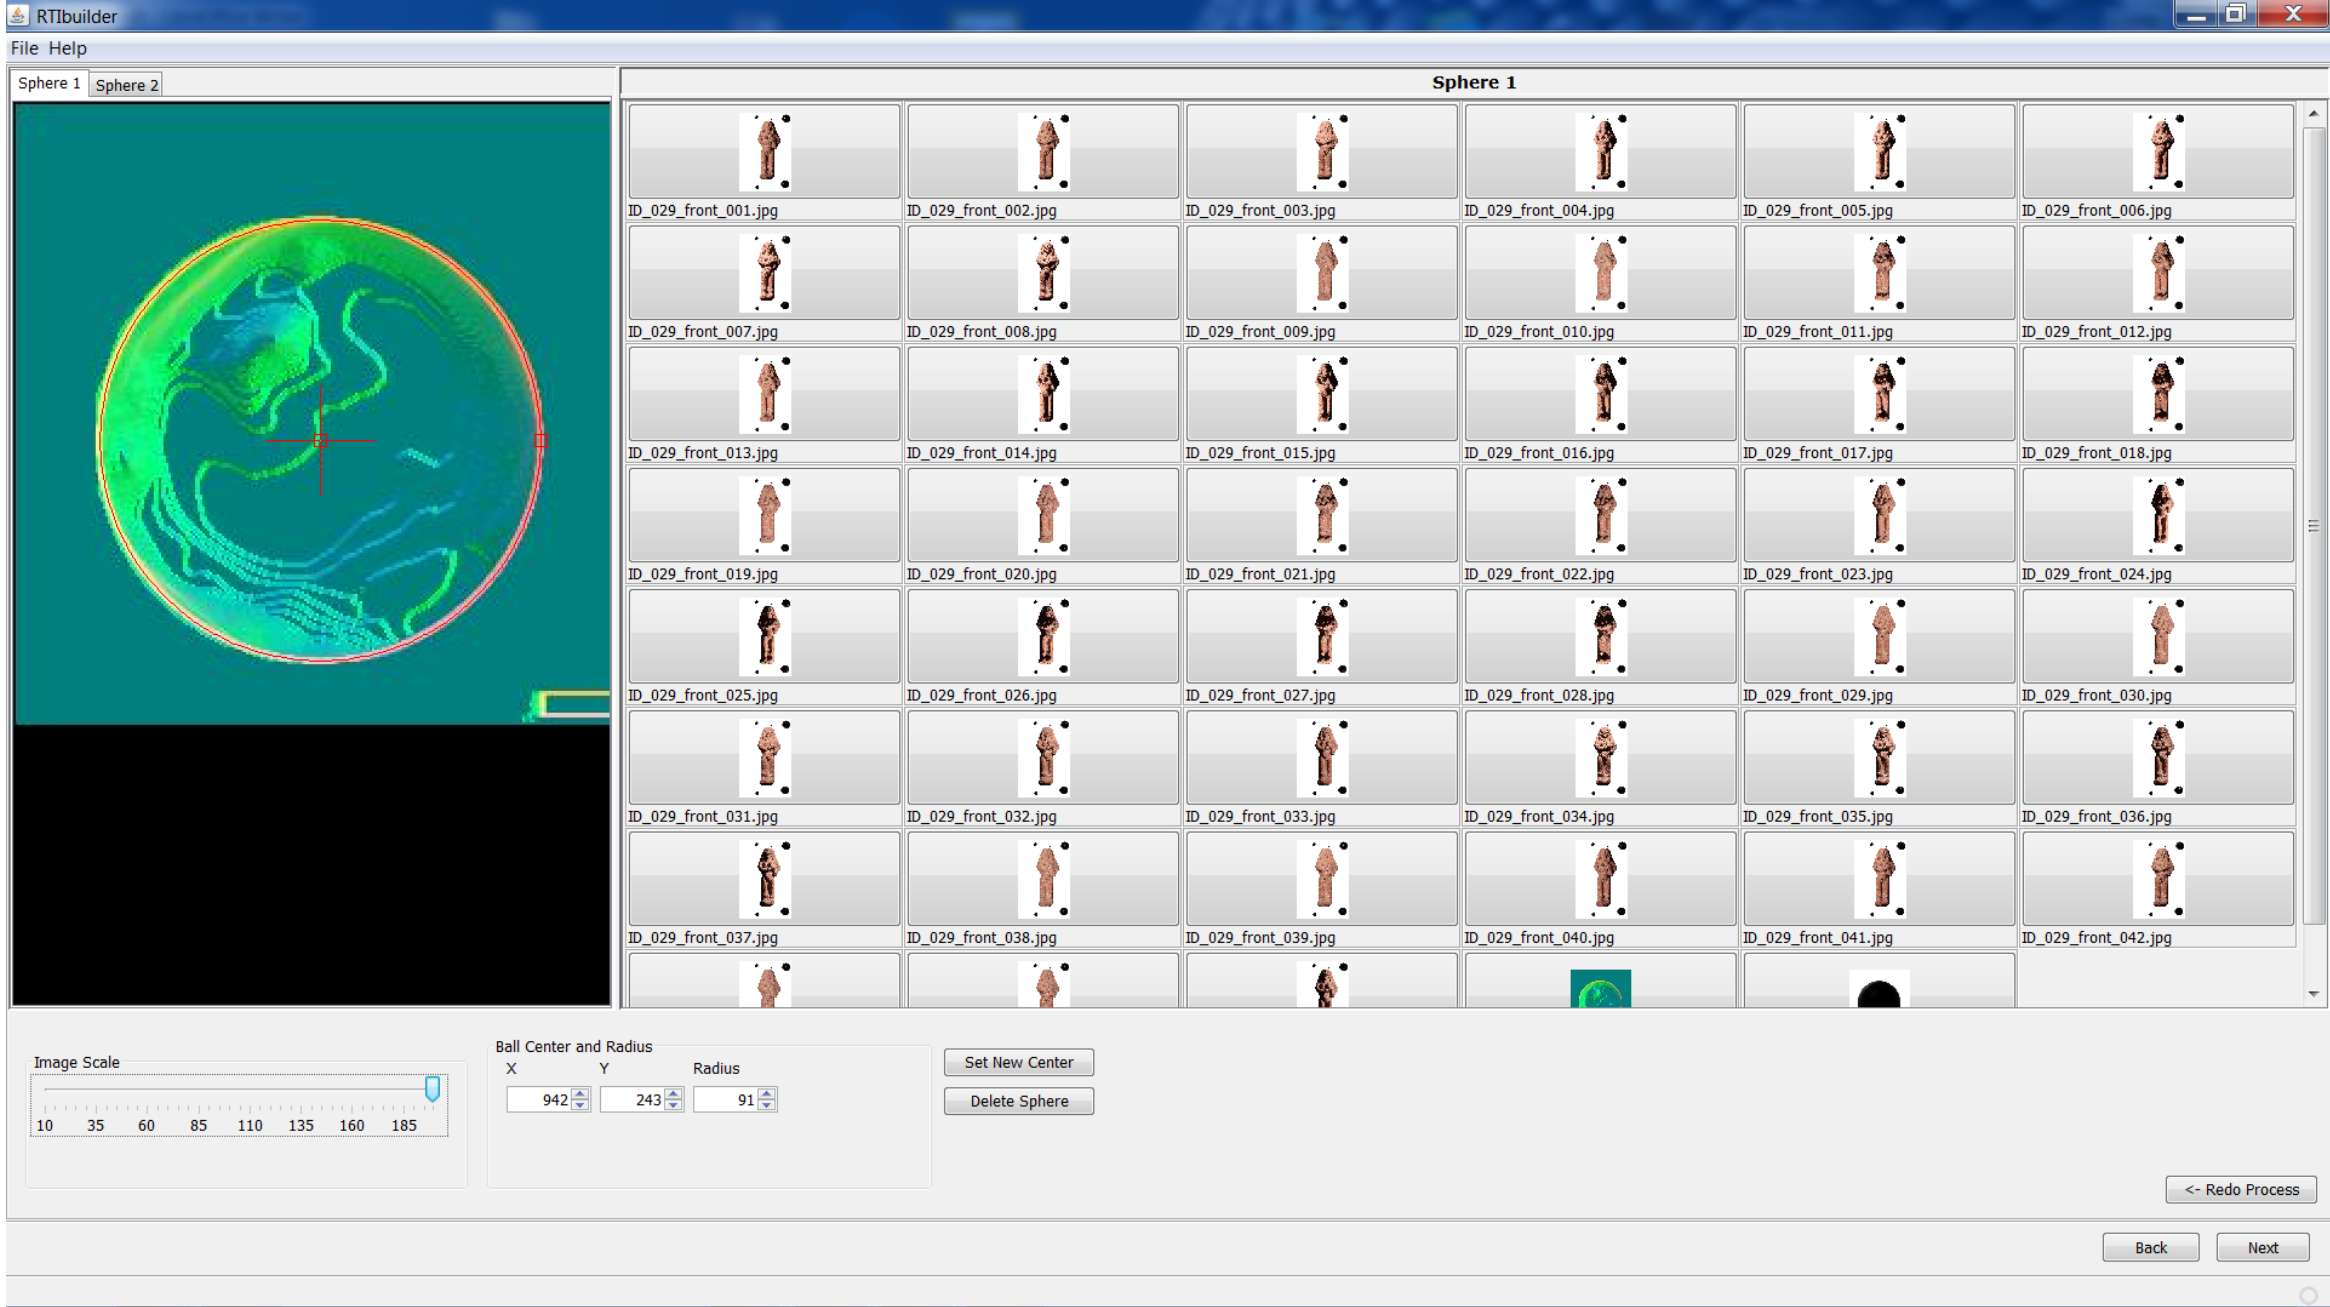 RTIbuilder
File Help
Sphere 1 Sphere 2
Sphere 1
ID_029_front_001.jpg ID_029_front_002.jpg ID_029_front_003.jpg ID_029_front_004.jpg ID_029_front_005.jpg ID_029_front_006.jpg
ID_029_front_007.jpg ID_029_front_008.jpg ID_029_front_009.jpg ID_029_front_010.jpg ID_029_front_011.jpg ID_029_front_012.jpg
ID_029_front_013.jpg ID_029_front_014.jpg ID_029_front_015.jpg ID_029_front_016.jpg ID_029_front_017.jpg ID_029_front_018.jpg
ID_029_front_019.jpg ID_029_front_020.jpg ID_029_front_021.jpg ID_029_front_022.jpg ID_029_front_023.jpg ID_029_front_024.jpg
ID_029_front_025.jpg ID_029_front_026.jpg ID_029_front_027.jpg ID_029_front_028.jpg ID_029_front_029.jpg ID_029_front_030.jpg
ID_029_front_031.jpg ID_029_front_032.jpg ID_029_front_033.jpg ID_029_front_034.jpg ID_029_front_035.jpg ID_029_front_036.jpg
ID_029_front_037.jpg ID_029_front_038.jpg ID_029_front_039.jpg ID_029_front_040.jpg ID_029_front_041.jpg ID_029_front_042.jpg
Image Scale
10 35 60 85 110 135 160 185
Ball Center and Radius
X Y Radius
942 243 91
Set New Center
Delete Sphere
<- Redo Process
Back Next